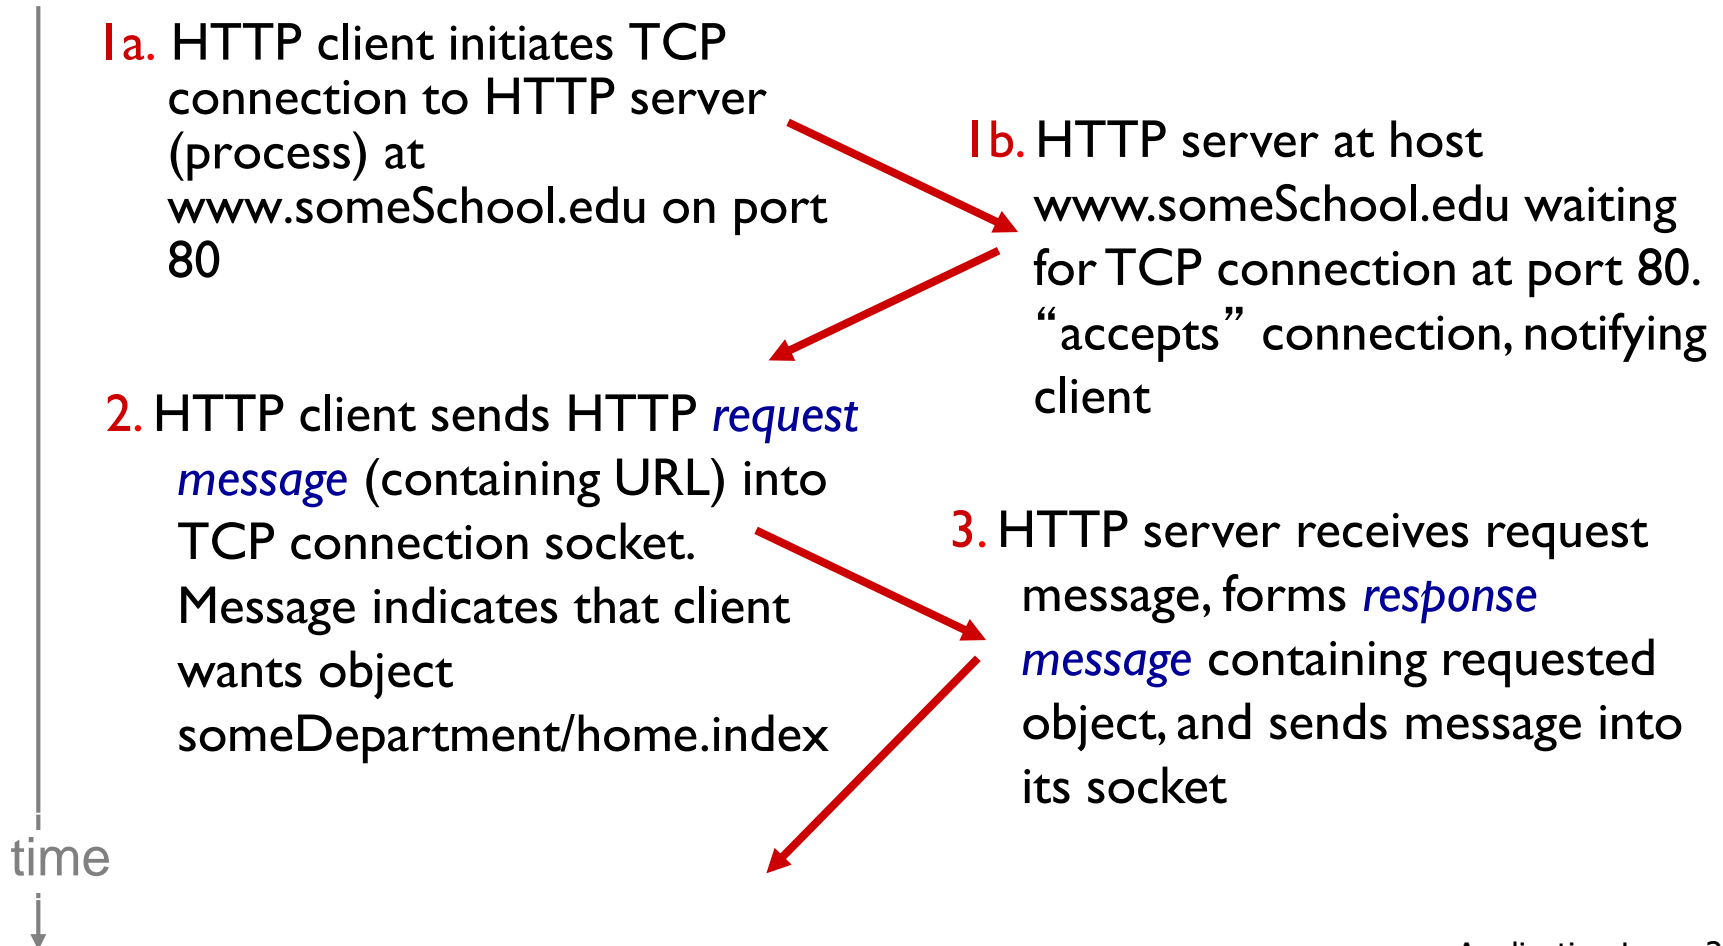 1a. HTTP client initiates TCP
connection to HTTP server
(process) at
www.someSchool.edu on port
80
1b. HTTP server at host
www.someSchool.edu waiting
for TCP connection at port 80.
“accepts” connection, notifying
client
2. HTTP client sends HTTP request
message (containing URL) into
TCP connection socket.
Message indicates that client
wants object
someDepartment/home.index
3. HTTP server receives request
message, forms response
message containing requested
object, and sends message into
its socket
time